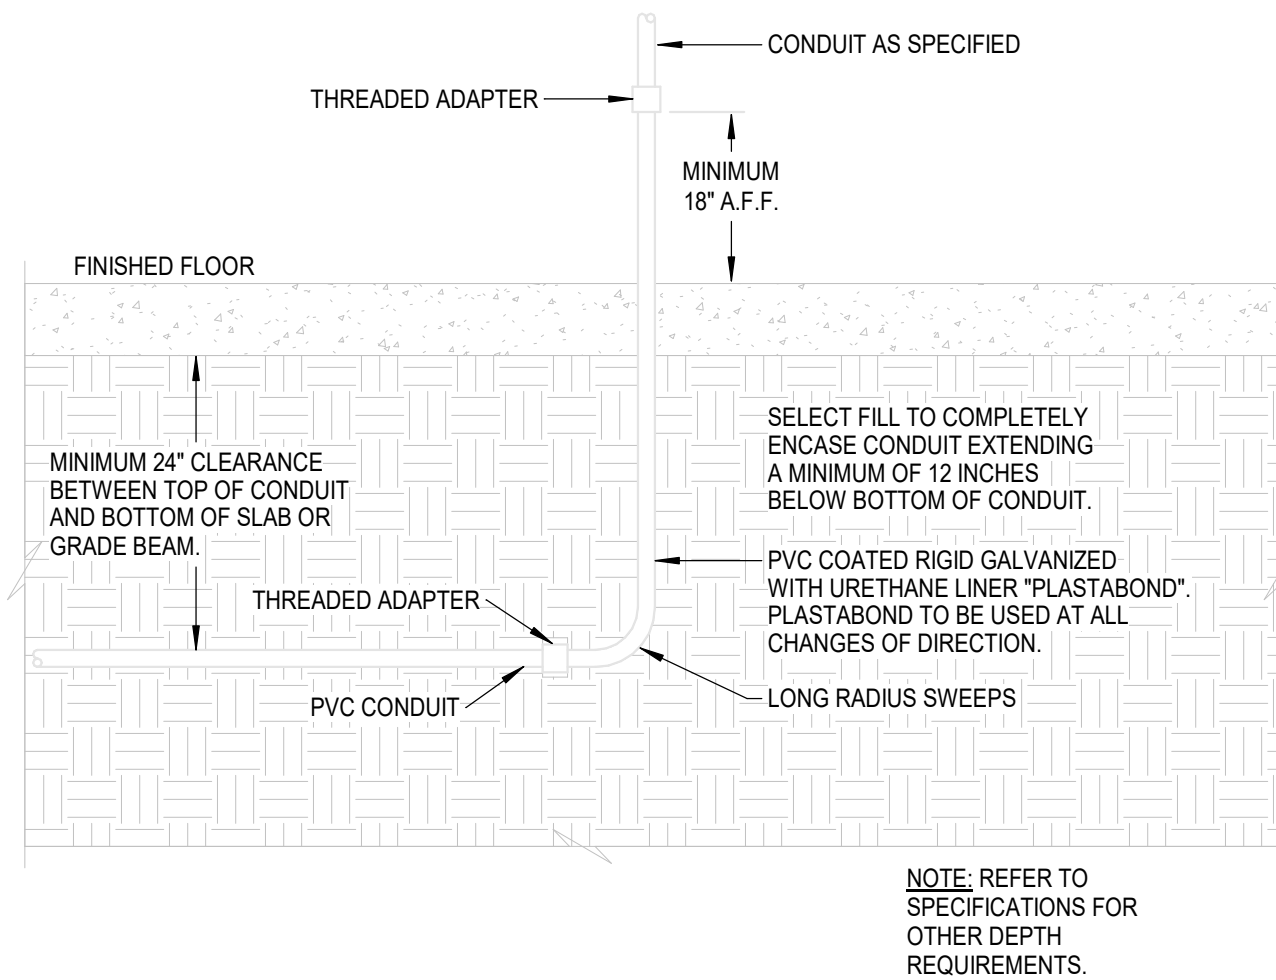 CONDUIT AS SPECIFIED
THREADED ADAPTER
MINIMUM
18" A.F.F.
FINISHED FLOOR
SELECT FILL TO COMPLETELY
ENCASE CONDUIT EXTENDING
A MINIMUM OF 12 INCHES
BELOW BOTTOM OF CONDUIT.
MINIMUM 24" CLEARANCE
BETWEEN TOP OF CONDUIT
AND BOTTOM OF SLAB OR
GRADE BEAM.
PVC COATED RIGID GALVANIZED
WITH URETHANE LINER "PLASTABOND".
PLASTABOND TO BE USED AT ALL
CHANGES OF DIRECTION.
THREADED ADAPTER
LONG RADIUS SWEEPS
PVC CONDUIT
NOTE: REFER TO
SPECIFICATIONS FOR
OTHER DEPTH
REQUIREMENTS.